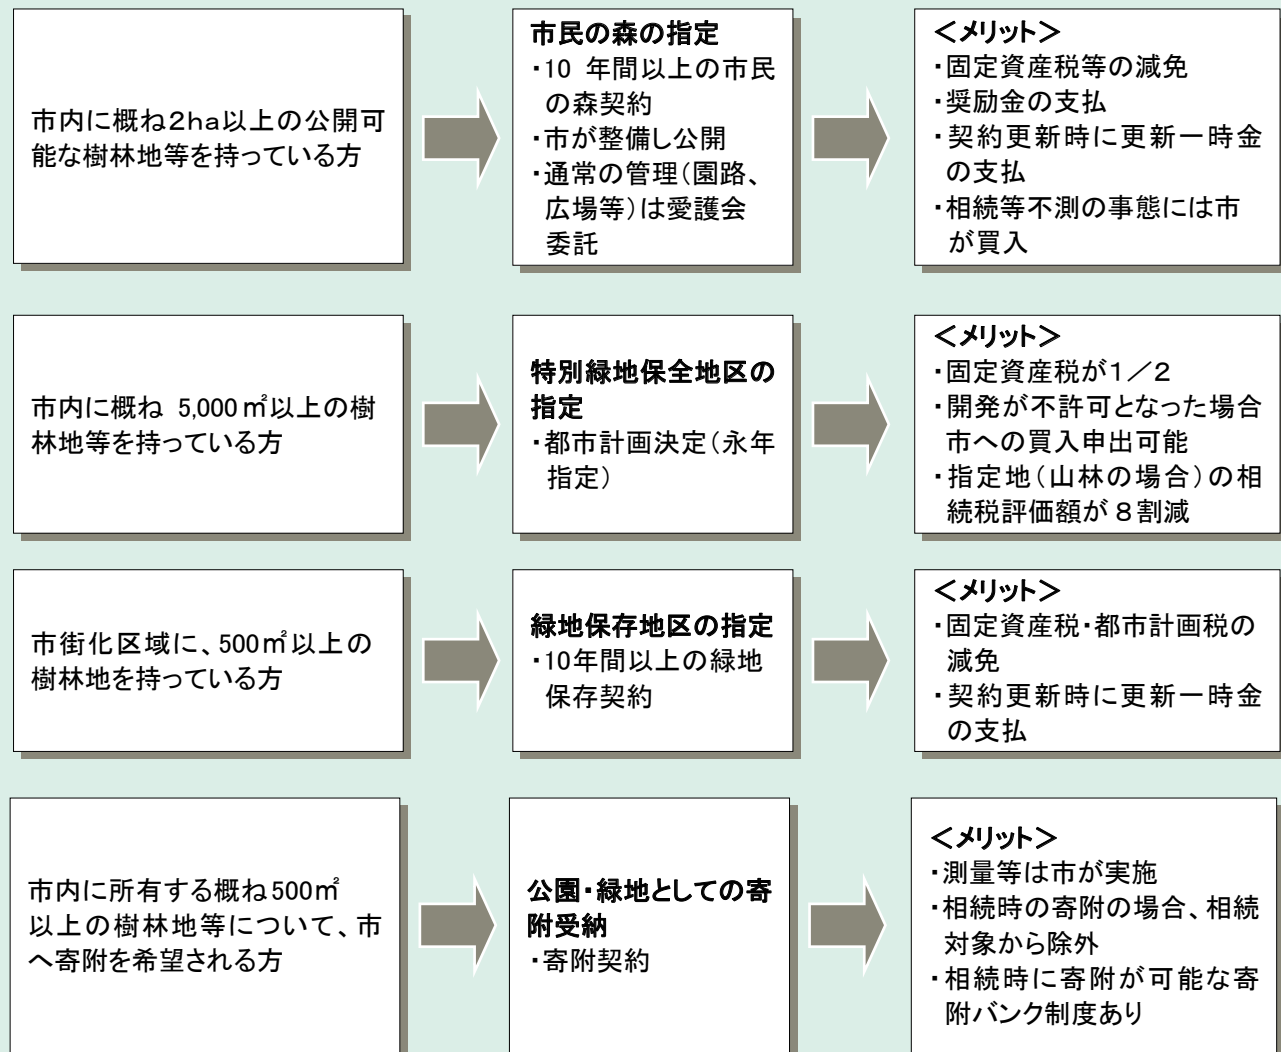 市内に概ね2ha以上の公開可
能な樹林地等を持っている方
市民の森の指定
・10 年間以上の市民
の森契約
・市が整備し公開
・通常の管理(園路、
広場等)は愛護会
委託
<メリット>
・固定資産税等の減免
・奨励金の支払
・契約更新時に更新一時金
の支払
・相続等不測の事態には市
が買入
市内に概ね 5,000㎡以上の樹
林地等を持っている方
特別緑地保全地区の
指定
・都市計画決定(永年
指定)
<メリット>
・固定資産税が1/2
・開発が不許可となった場合
市への買入申出可能
・指定地(山林の場合)の相
続税評価額が8割減
市街化区域に、500㎡以上の
樹林地を持っている方
緑地保存地区の指定
・10年間以上の緑地
保存契約
<メリット>
・固定資産税・都市計画税の
減免
・契約更新時に更新一時金
の支払
市内に所有する概ね500㎡
以上の樹林地等について、市
へ寄附を希望される方
公園・緑地としての寄
附受納
・寄附契約
<メリット>
・測量等は市が実施
・相続時の寄附の場合、相続
対象から除外
・相続時に寄附が可能な寄
附バンク制度あり